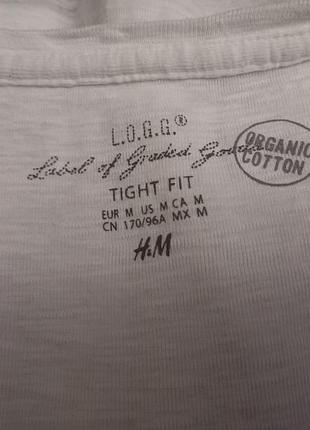 L.O.G.G.®
Label of Graded Goods
ORGANIC
COTTON
TIGHT FIT
EUR M US M CA M
CN 170/96A MX M
H&M